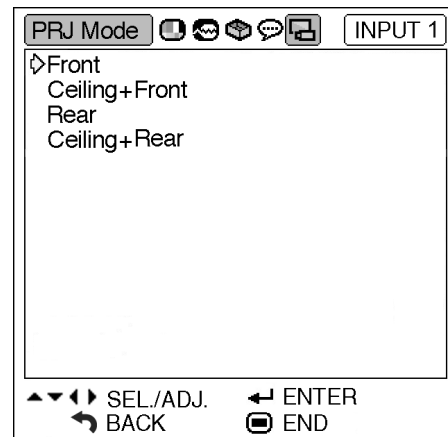 PRJ Mode INPUT 1
Front
Ceiling+Front
Rear
Ceiling+Rear
SEL./ADJ. ENTER
BACK END